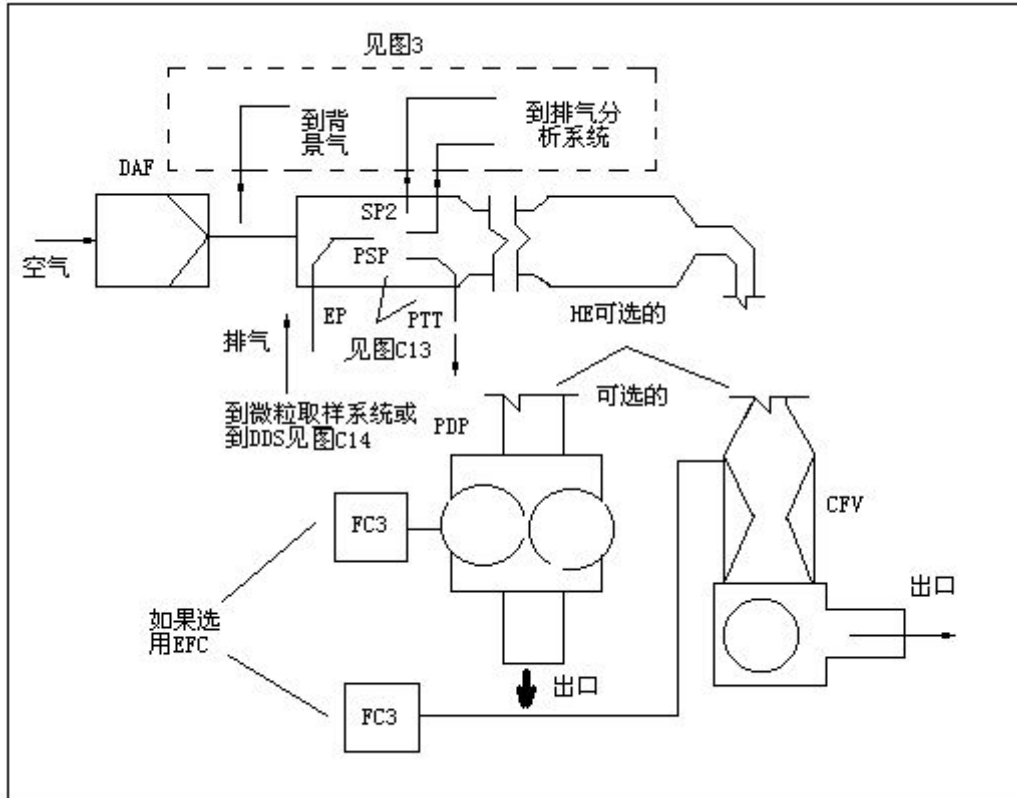 见图3
到背
景气
到排气分
析系统
DAF
SP2
空气
PSP
EP
PTT
HE可选的
排气
见图C13
可选的
到微粒取样系统或
到DDS见图C14
PDP
CFV
FC3
出口
如果选
用EFC
出口
FC3